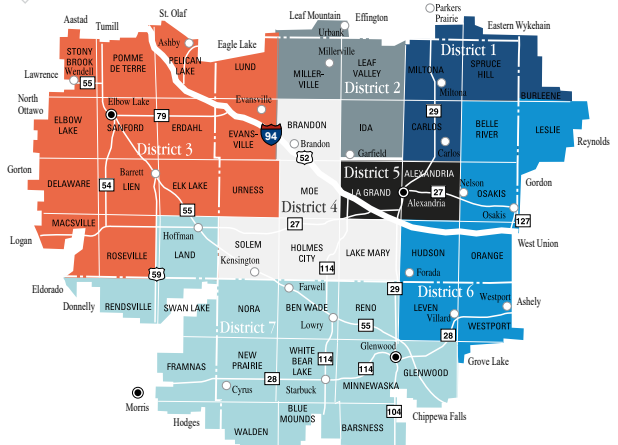 Parkers
Prairie
St. Olaf
Leaf Mountain
Effington
Aastad
Tumill
Urbank
Eastern Wykehain
Ashby
Eagle Lake
District 1
STONY
BROOK
Wendell
POMME
DE TERRE
PELICAN
LAKE
LUND
Millerville
MILLER-
VILLE
LEAF
VALLEY
MILTONA
SPRUCE
HILL
Lawrence
55
District 2
Miltona
BURLEENE
North
Ottawo
Elbow Lake
Evansville
29
ELBOW
LAKE
SANFORD
79
ERDAHL
EVANS-
VILLE
94
BRANDON
IDA
CARLOS
BELLE
RIVER
LESLIE
Reynolds
District 3
Brandon
52
Garfield
Carlos
Gorton
Barrett
District 5
ALEXANDRIA
Nelson
Gordon
DELAWARE
54
LIEN
ELK LAKE
URNESS
MOE
LA GRAND
27
OSAKIS
Alexandria
55
District 4
Osakis
127
MACSVILLE
27
Logan
Hoffman
SOLEM
West Union
ROSEVILLE
LAND
Kensington
HOLMES
CITY
LAKE MARY
HUDSON
ORANGE
59
114
Forada
Eldorado
Farwell
29
District 6
Donnelly
RENDSVILLE
SWAN LAKE
NORA
BEN WADE
RENO
LEVEN
Westport
Ashely
District 7
Lowry
55
Villard
WESTPORT
28
Glenwood
FRAMNAS
NEW
PRAIRIE
WHITE
BEAR
LAKE
114
114
GLENWOOD
Grove Lake
28
Cyrus
Starbuck
MINNEWASKA
Morris
Hodges
BLUE
MOUNDS
104
Chippewa Falls
WALDEN
BARSNESS